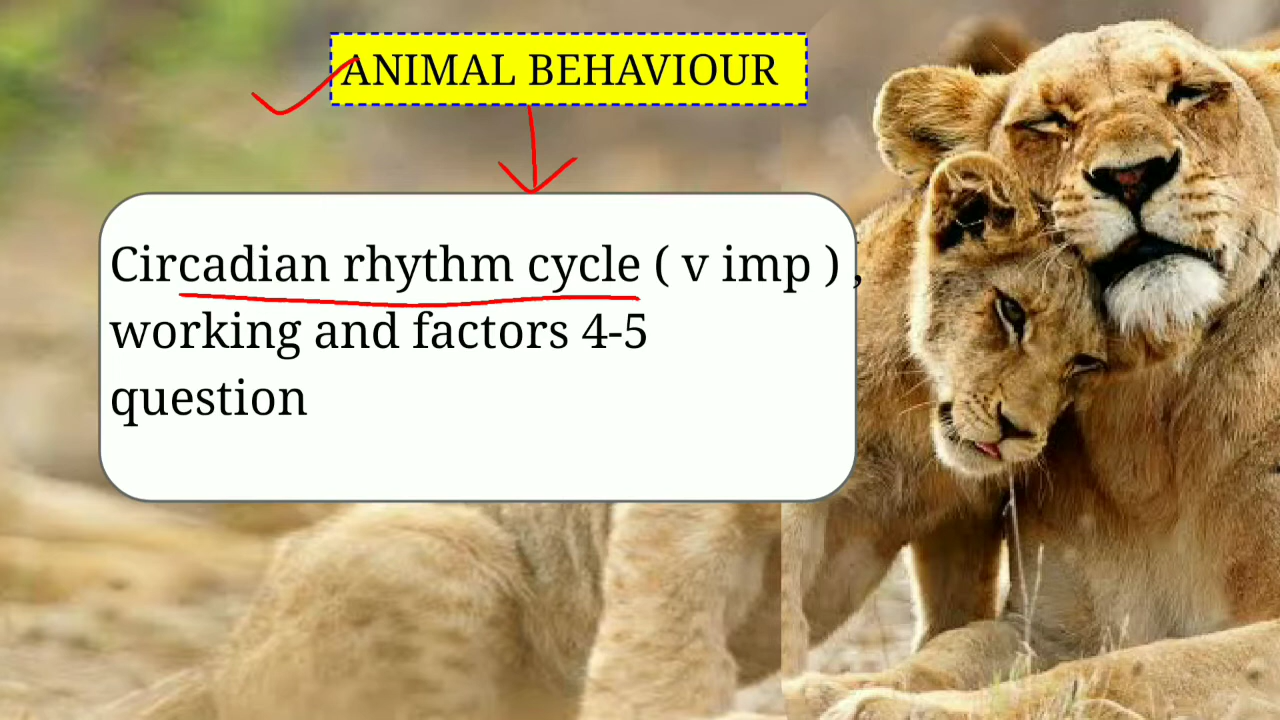 ANIMAL BEHAVIOUR
Circadian rhythm cycle ( v imp ) ,
working and factors 4-5
question